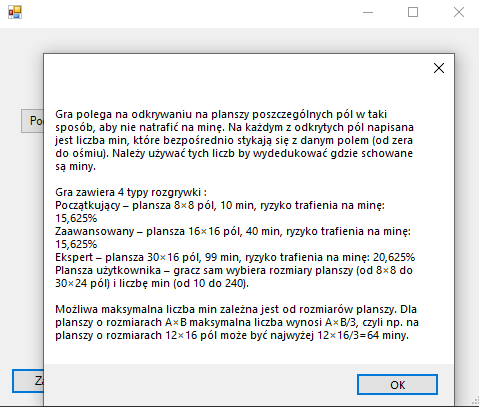 Gra polega na odkrywaniu na planszy poszczególnych pól w taki
sposób, aby nie natrafić na minę. Na każdym z odkrytych pól napisana
jest liczba min, które bezpośrednio stykają się z danym polem (od zera
do ośmiu). Należy używać tych liczb by wydedukować gdzie schowane
są miny.
Gra zawiera 4 typy rozgrywki :
Początkujący – plansza 8×8 pól, 10 min, ryzyko trafienia na minę:
15,625%
Zaawansowany – plansza 16×16 pól, 40 min, ryzyko trafienia na minę:
15,625%
Ekspert – plansza 30×16 pól, 99 min, ryzyko trafienia na minę: 20,625%
Plansza użytkownika – gracz sam wybiera rozmiary planszy (od 8×8 do
30×24 pól) i liczbę min (od 10 do 240).
Możliwa maksymalna liczba min zależna jest od rozmiarów planszy. Dla
planszy o rozmiarach A×B maksymalna liczba wynosi A×B/3, czyli np. na
planszy o rozmiarach 12×16 pól może być najwyżej 12×16/3=64 miny.
OK